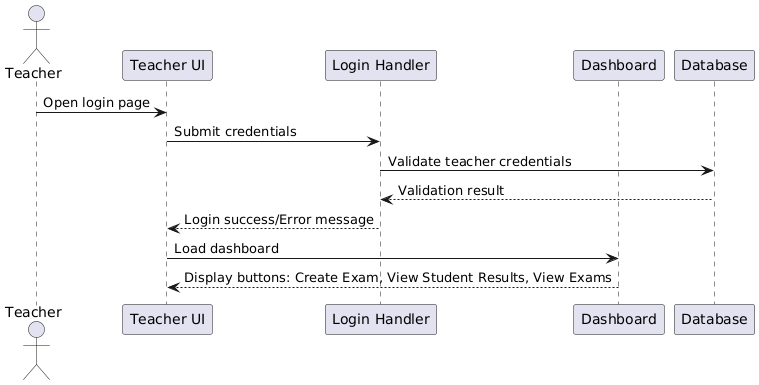 Teacher
Teacher UI
Login Handler
Dashboard
Database
Open login page
Submit credentials
Validate teacher credentials
Validation result
Login success/Error message
Load dashboard
Display buttons: Create Exam, View Student Results, View Exams
Teacher
Teacher UI
Login Handler
Dashboard
Database